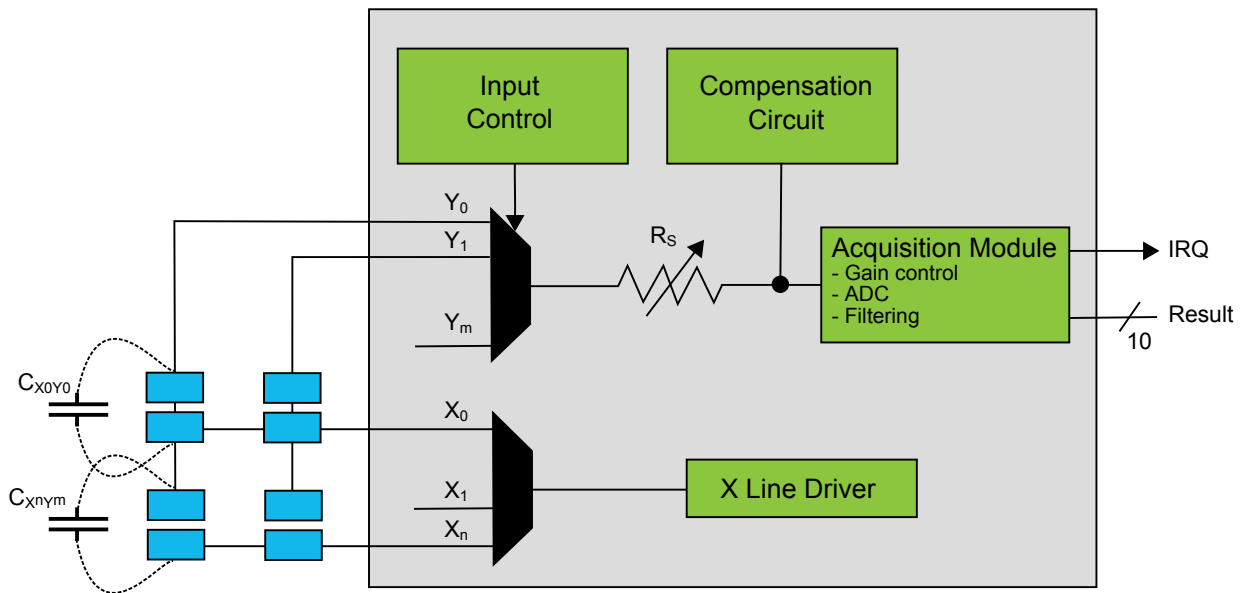 Input
Control
Compensation
Circuit
Y0
Y1
RS
Acquisition Module
- Gain control
- ADC
- Filtering
IRQ
Result
10
Ym
CX0Y0
X0
CXnYm
X1
X Line Driver
Xn